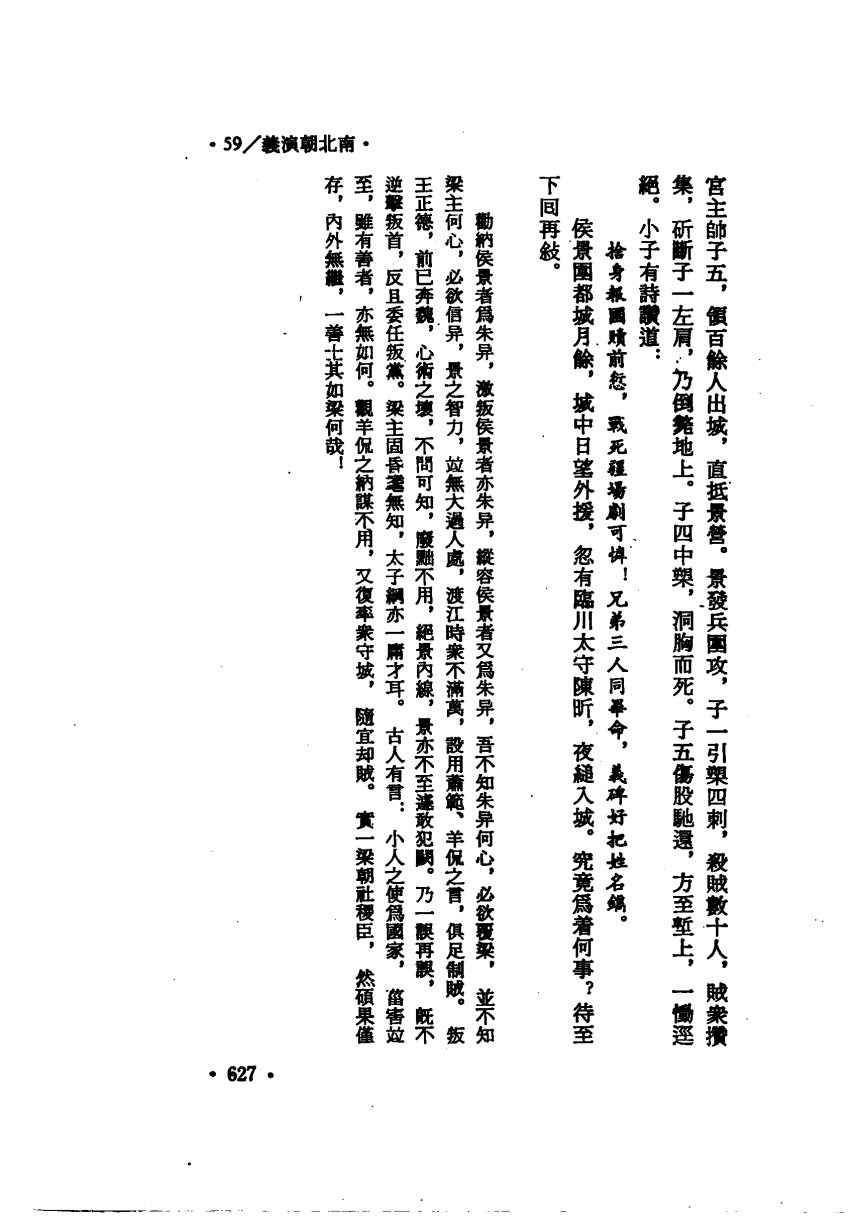 •59／義演朝北南•
宮主帥子五，領百餘人出城，直抵景營。景發兵圍攻，子一引槊四刺，殺賊數十人，賊衆攢
集，斫斷子一左肩，乃倒斃地上。子四中槊，洞胸而死。子五傷股馳還，方至塹上，一慟逕
絕。小子有詩讚道：
捨身報國贖前愆，戰死疆場劇可憐！兄弟三人同畢命，義碑好把姓名鐫。
侯景圍都城月餘，城中日望外援，忽有臨川太守陳昕，夜縋入城。究竟爲着何事？待至
下回再敍。
勸納侯景者爲朱异，激叛侯景者亦朱异，縱容侯景者又爲朱异，吾不知朱异何心，必欲覆梁，並不知
梁主何心，必欲信异，景之智力，竝無大過人處，渡江時衆不滿萬，設用蕭範、羊侃之言，俱足制賊。叛
王正德，前已奔魏，心術之壞，不問可知，廢黜不用，絕景內線，景亦不至遽敢犯闕。乃一誤再誤，旣不
逆擊叛首，反且委任叛黨。梁主固昏耄無知，太子綱亦一庸才耳。古人有言：小人之使爲國家，菑害竝
至，雖有善者，亦無如何。觀羊侃之納謀不用，又復率衆守城，隨宜却賊。實一梁朝社稷臣，然碩果僅
存，內外無繼，一善士其如梁何哉！
•627•